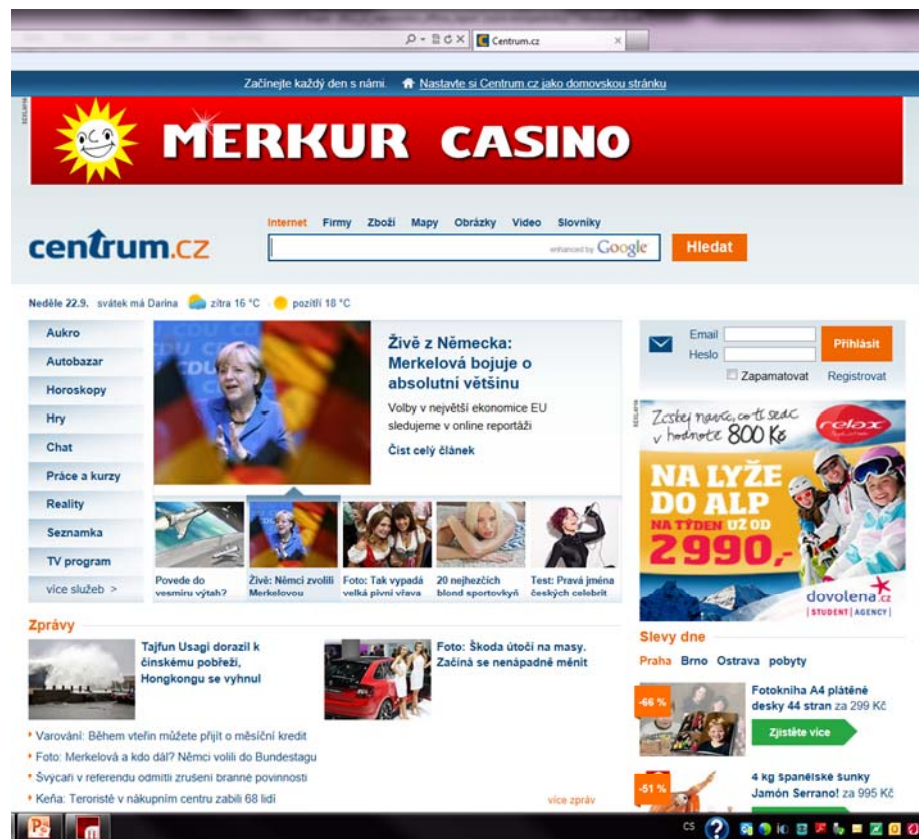 Centrum.cz
Začínejte každý den s námi. Nastavte si Centrum.cz jako domovskou stránku
REKLAMA
MERKUR CASINO
Internet Firmy Zboží Mapy Obrázky Video Slovníky
centrum.cz
enhanced by Google
Hledat
Neděle 22.9. svátek má Darina zítra 16 °C pozítří 18 °C
Aukro
Autobazar
Horoskopy
Hry
Chat
Práce a kurzy
Reality
Seznamka
TV program
více služeb >
CDU
Živě z Německa:
Merkelová bojuje o
absolutní většinu
Volby v největší ekonomice EU
sledujeme v online reportáži
Číst celý článek
Povede do
vesmíru výtah?
Živě: Němci zvolili
Merkelovou
Foto: Tak vypadá
velká pivní vřava
20 nejhezčích
blond sportovkyň
Test: Pravá jména
českých celebrit
Email
Heslo
Přihlásit
Zapamatovat Registrovat
REKLAMA
Získej navíc, co ti sedc
v hodnotě 800 Kč
relax
NA LYŽE
DO ALP
NA TÝDEN UŽ OD
2990,-
dovolena.cz
STUDENT AGENCY
Zprávy
Tajfun Usagi dorazil k
čínskému pobřeží,
Hongkongu se vyhnul
Foto: Škoda útočí na masy.
Začíná se nenápadně měnit
Varování: Během vteřin můžete přijít o měsíční kredit
Foto: Merkelová a kdo dál? Němci volili do Bundestagu
Švýcaři v referendu odmítli zrušení branné povinnosti
Keňa: Teroristé v nákupním centru zabili 68 lidí
více zpráv
Slevy dne
Praha Brno Ostrava pobyty
-66 %
Fotokniha A4 plátěné
desky 44 stran za 299 Kč
Zjistěte více
-51 %
4 kg španělské šunky
Jamón Serrano! za 995 Kč
CS